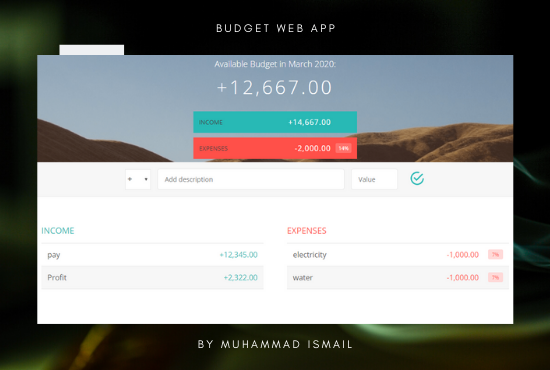 BUDGET WEB APP
Available Budget in March 2020:
+12,667.00
INCOME +14,667.00
EXPENSES -2,000.00 14%
+ Add description Value
INCOME
pay +12,345.00
Profit +2,322.00
EXPENSES
electricity -1,000.00 7%
water -1,000.00 7%
BY MUHAMMAD ISMAIL